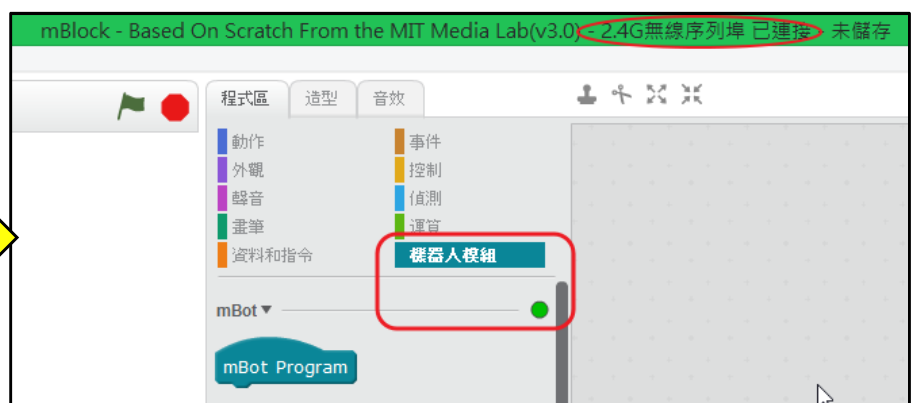 mBlock - Based On Scratch From the MIT Media Lab(v3.0) - 2.4G無線序列埠 已連接 - 未儲存
程式區 造型 音效
動作 事件
外觀 控制
聲音 偵測
畫筆 運算
資料和指令 機器人模組
mBot
mBot Program